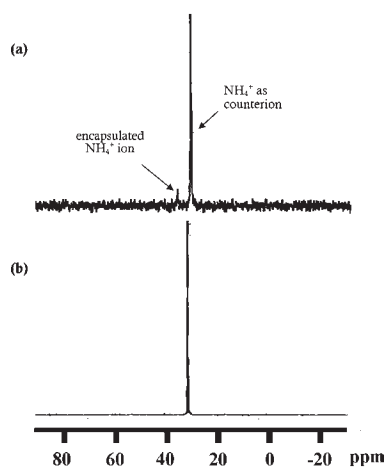 (a)
NH₄⁺ as
counterion
encapsulated
NH₄⁺ ion
(b)
80 60 40 20 0 -20 ppm